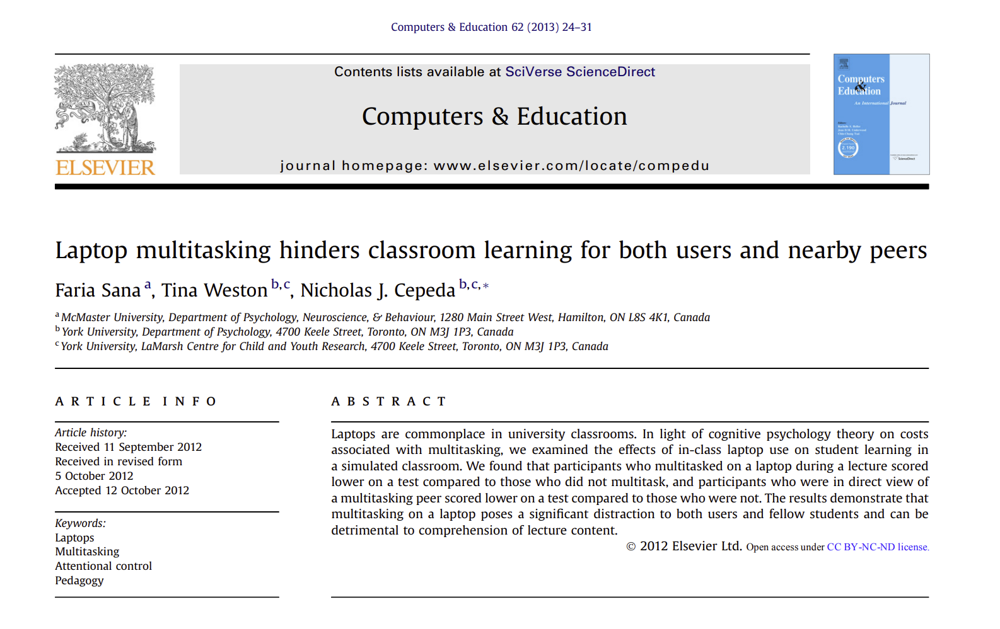 Computers & Education 62 (2013) 24–31
Contents lists available at SciVerse ScienceDirect
Computers & Education
journal homepage: www.elsevier.com/locate/compedu
NON SOLUS
ELSEVIER
Computers
&
Education
An International Journal
2.190
ScienceDirect
Laptop multitasking hinders classroom learning for both users and nearby peers
Faria Sana a, Tina Weston b,c, Nicholas J. Cepeda b,c,*
a McMaster University, Department of Psychology, Neuroscience, & Behaviour, 1280 Main Street West, Hamilton, ON L8S 4K1, Canada
b York University, Department of Psychology, 4700 Keele Street, Toronto, ON M3J 1P3, Canada
c York University, LaMarsh Centre for Child and Youth Research, 4700 Keele Street, Toronto, ON M3J 1P3, Canada
ARTICLE INFO
Article history:
Received 11 September 2012
Received in revised form
5 October 2012
Accepted 12 October 2012
Keywords:
Laptops
Multitasking
Attentional control
Pedagogy
ABSTRACT
Laptops are commonplace in university classrooms. In light of cognitive psychology theory on costs
associated with multitasking, we examined the effects of in-class laptop use on student learning in
a simulated classroom. We found that participants who multitasked on a laptop during a lecture scored
lower on a test compared to those who did not multitask, and participants who were in direct view of
a multitasking peer scored lower on a test compared to those who were not. The results demonstrate that
multitasking on a laptop poses a significant distraction to both users and fellow students and can be
detrimental to comprehension of lecture content.
© 2012 Elsevier Ltd. Open access under CC BY-NC-ND license.